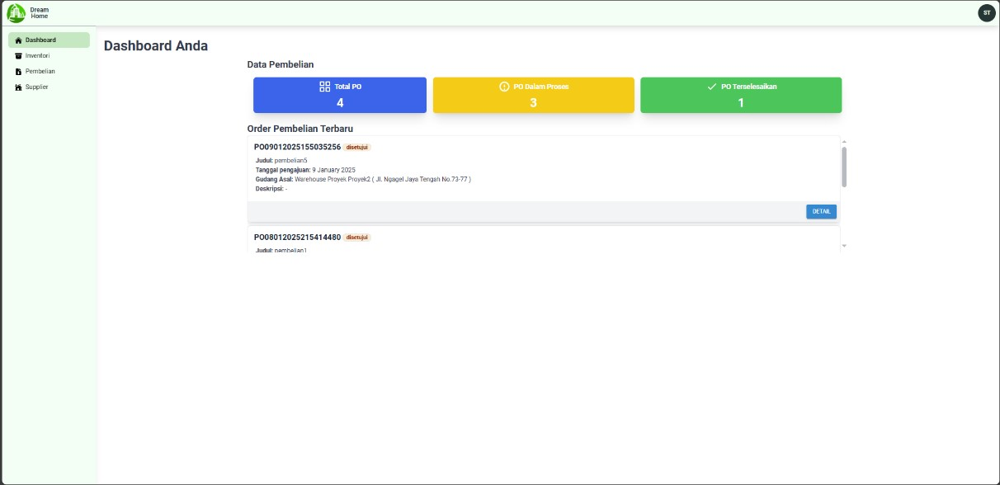 Dream
Home
ST
Dashboard
Inventori
Pembelian
Supplier
Dashboard Anda
Data Pembelian
Total PO
4
PO Dalam Proses
3
PO Terselesaikan
1
Order Pembelian Terbaru
PO09012025155035256 disetujui
Judul: pembelian5
Tanggal pengajuan: 9 January 2025
Gudang Asal: Warehouse Proyek Proyek2 ( Jl. Ngagel Jaya Tengah No.73-77 )
Deskripsi: -
DETAIL
PO08012025215414480 disetujui
Judul: pembelian1